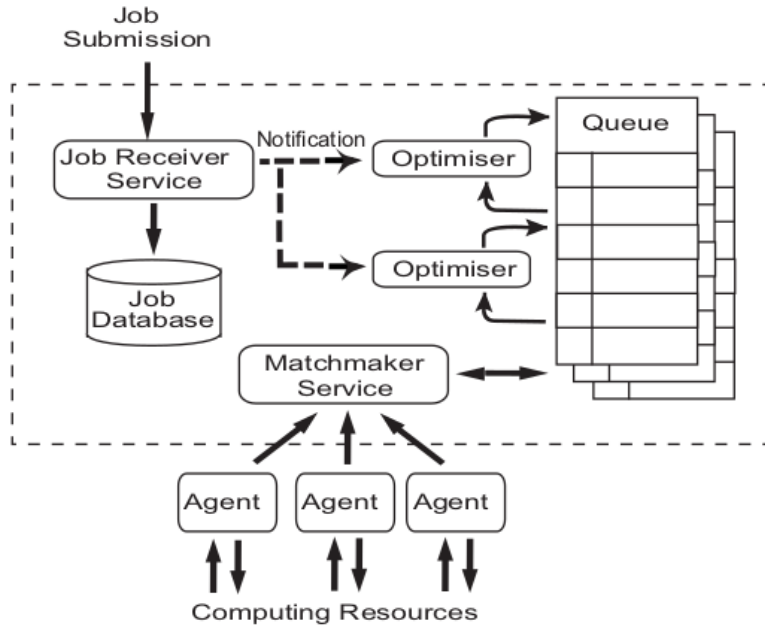 Job
Submission
Notification
Queue
Job Receiver
Service
Optimiser
Optimiser
Job
Database
Matchmaker
Service
Agent
Agent
Agent
Computing Resources